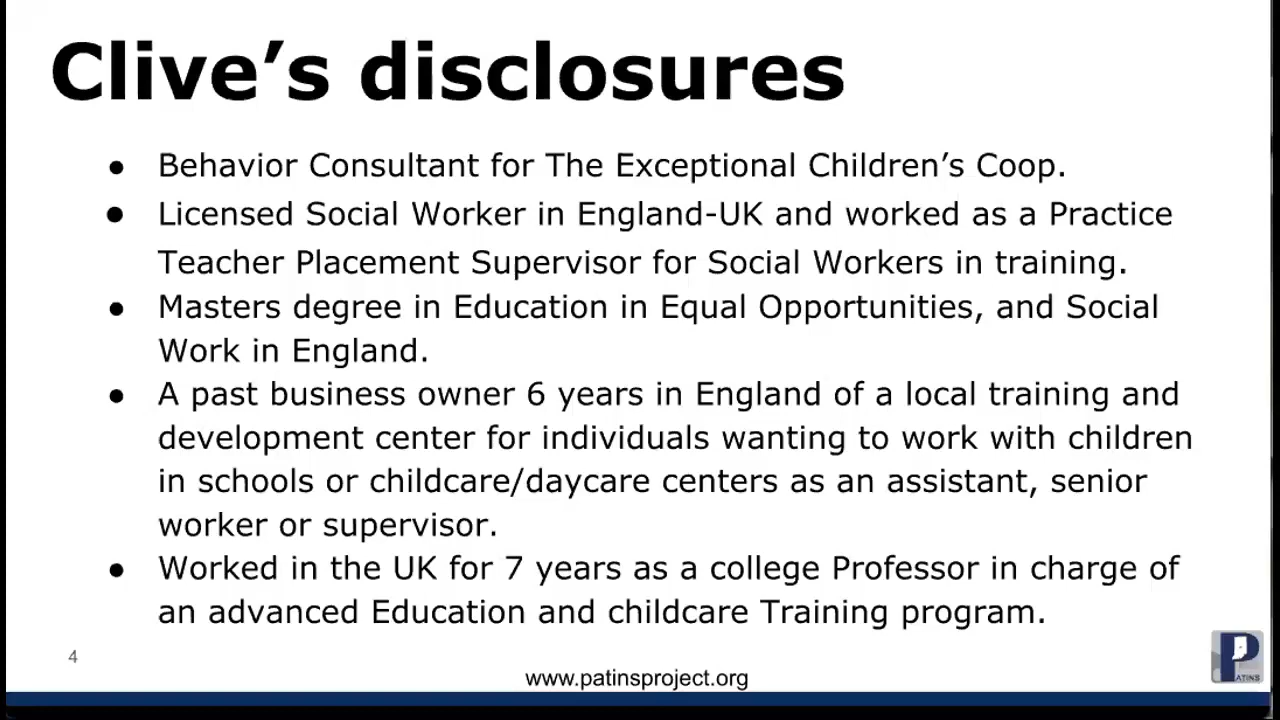 Clive’s disclosures
● Behavior Consultant for The Exceptional Children’s Coop.
● Licensed Social Worker in England-UK and worked as a Practice
Teacher Placement Supervisor for Social Workers in training.
● Masters degree in Education in Equal Opportunities, and Social
Work in England.
● A past business owner 6 years in England of a local training and
development center for individuals wanting to work with children
in schools or childcare/daycare centers as an assistant, senior
worker or supervisor.
● Worked in the UK for 7 years as a college Professor in charge of
an advanced Education and childcare Training program.
4
www.patinsproject.org
PATINS